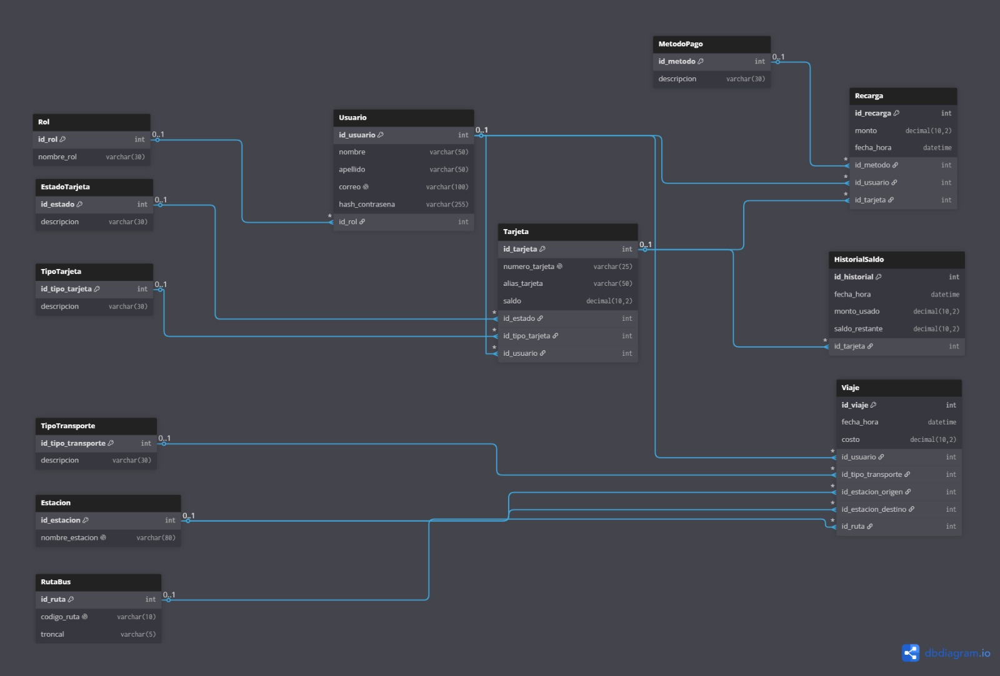 MetodoPago
id_metodo int
descripcion varchar(30)
0..1
Recarga
id_recarga int
monto decimal(10,2)
fecha_hora datetime
* id_metodo int
* id_usuario int
* id_tarjeta int
Rol
id_rol int
nombre_rol varchar(30)
0..1
Usuario
id_usuario int
nombre varchar(50)
apellido varchar(50)
correo varchar(100)
hash_contrasena varchar(255)
* id_rol int
0..1
EstadoTarjeta
id_estado int
descripcion varchar(30)
0..1
TipoTarjeta
id_tipo_tarjeta int
descripcion varchar(30)
0..1
Tarjeta
id_tarjeta int
numero_tarjeta varchar(25)
alias_tarjeta varchar(50)
saldo decimal(10,2)
* id_estado int
* id_tipo_tarjeta int
* id_usuario int
0..1
HistorialSaldo
id_historial int
fecha_hora datetime
monto_usado decimal(10,2)
saldo_restante decimal(10,2)
* id_tarjeta int
Viaje
id_viaje int
fecha_hora datetime
costo decimal(10,2)
* id_usuario int
* id_tipo_transporte int
* id_estacion_origen int
* id_estacion_destino int
* id_ruta int
TipoTransporte
id_tipo_transporte int
descripcion varchar(30)
0..1
Estacion
id_estacion int
nombre_estacion varchar(80)
0..1
RutaBus
id_ruta int
codigo_ruta varchar(10)
troncal varchar(5)
0..1
dbdiagram.io